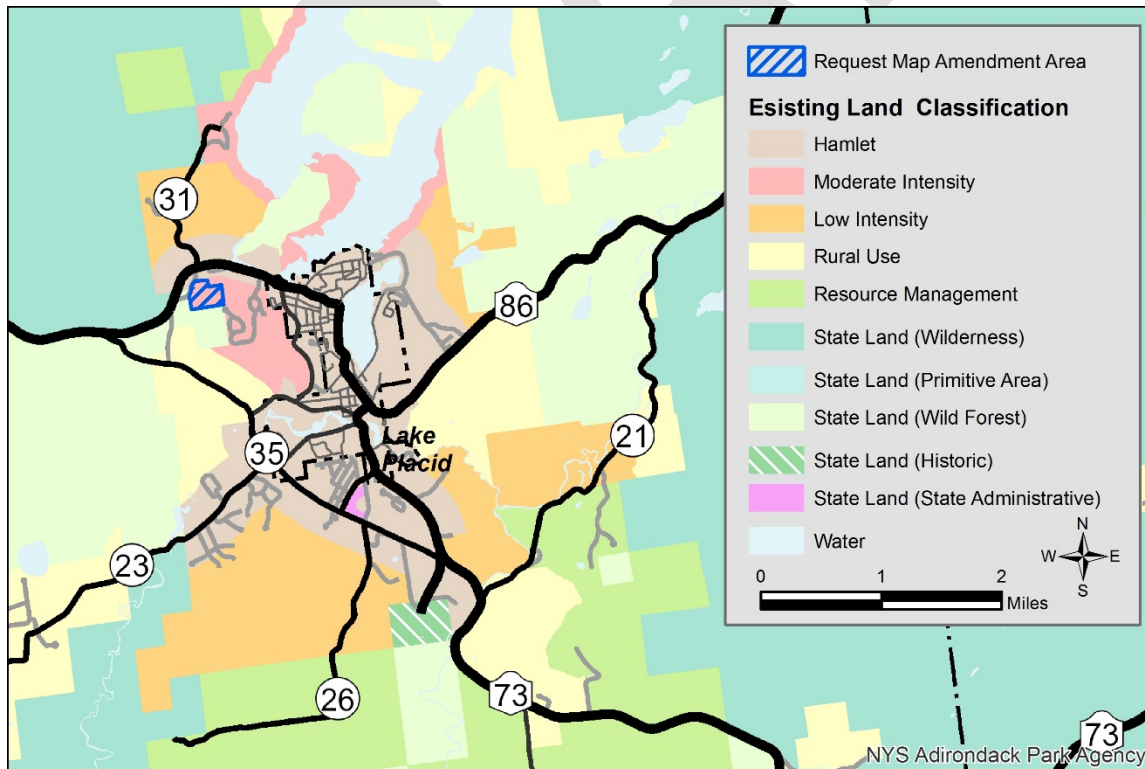 Request Map Amendment Area
Esisting Land Classification
Hamlet
Moderate Intensity
Low Intensity
Rural Use
Resource Management
State Land (Wilderness)
State Land (Primitive Area)
State Land (Wild Forest)
State Land (Historic)
State Land (State Administrative)
Water
N
W E
S
0 1 2
Miles
31
86
21
Lake
Placid
35
23
26
73
73
NYS Adirondack Park Agency